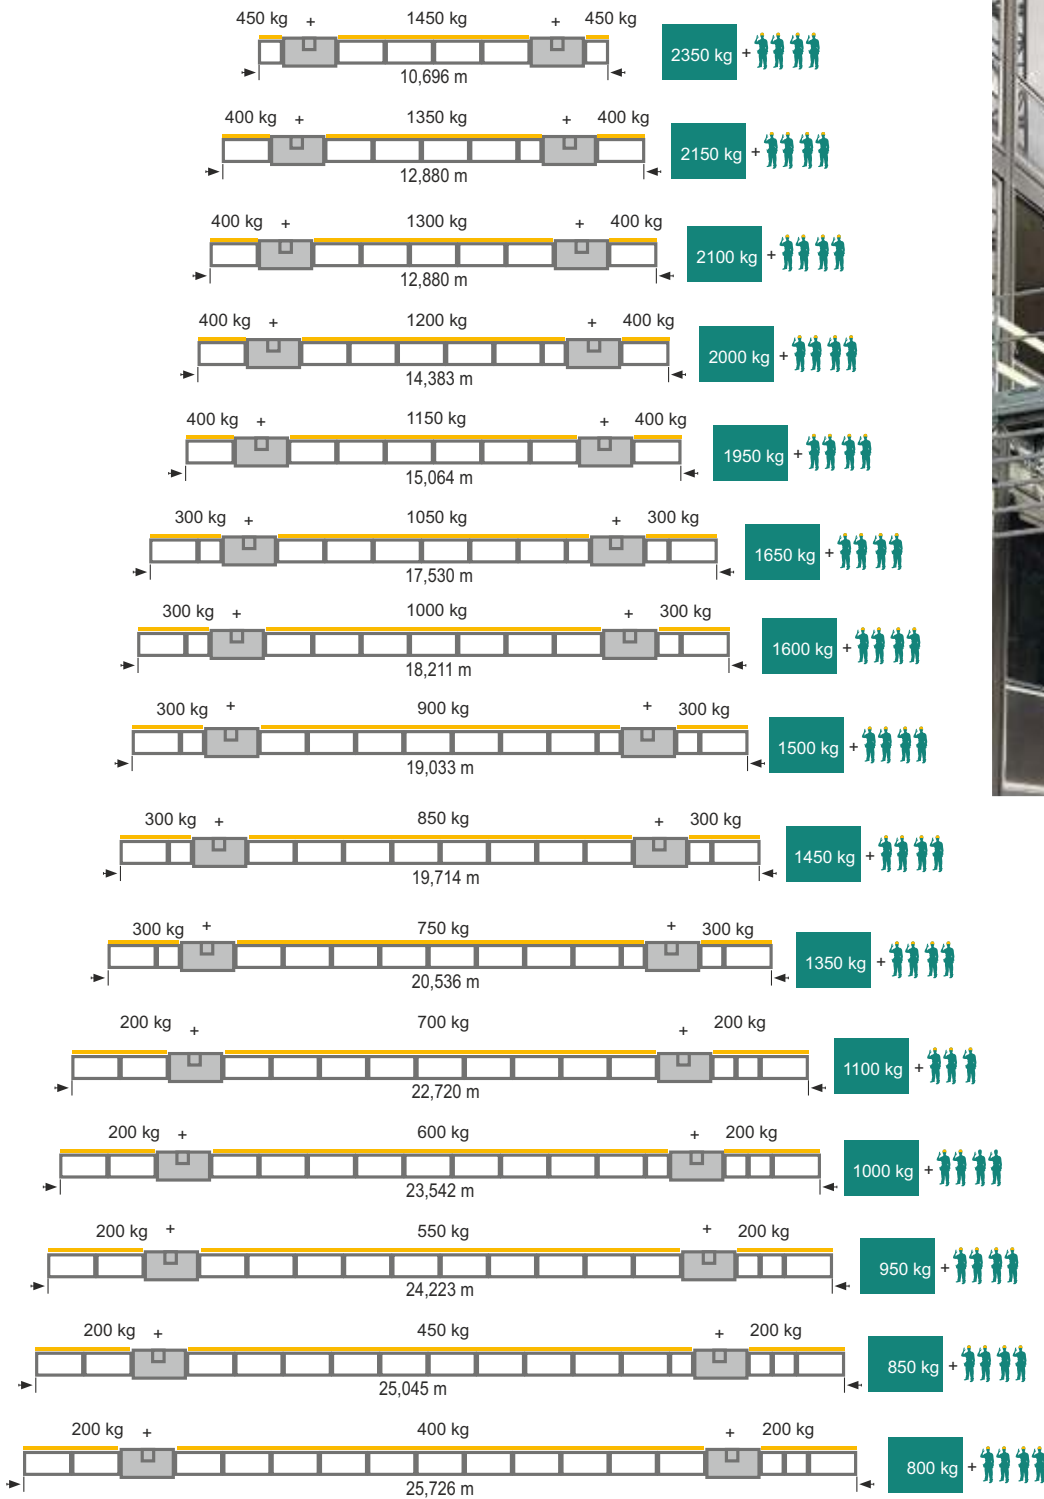 450 kg + 1450 kg + 450 kg
2350 kg +
10,696 m
400 kg + 1350 kg + 400 kg
2150 kg +
12,880 m
400 kg + 1300 kg + 400 kg
2100 kg +
12,880 m
400 kg + 1200 kg + 400 kg
2000 kg +
14,383 m
400 kg + 1150 kg + 400 kg
1950 kg +
15,064 m
300 kg + 1050 kg + 300 kg
1650 kg +
17,530 m
300 kg + 1000 kg + 300 kg
1600 kg +
18,211 m
300 kg + 900 kg + 300 kg
1500 kg +
19,033 m
300 kg + 850 kg + 300 kg
1450 kg +
19,714 m
300 kg + 750 kg + 300 kg
1350 kg +
20,536 m
200 kg + 700 kg + 200 kg
1100 kg +
22,720 m
200 kg + 600 kg + 200 kg
1000 kg +
23,542 m
200 kg + 550 kg + 200 kg
950 kg +
24,223 m
200 kg + 450 kg + 200 kg
850 kg +
25,045 m
200 kg + 400 kg + 200 kg
800 kg +
25,726 m